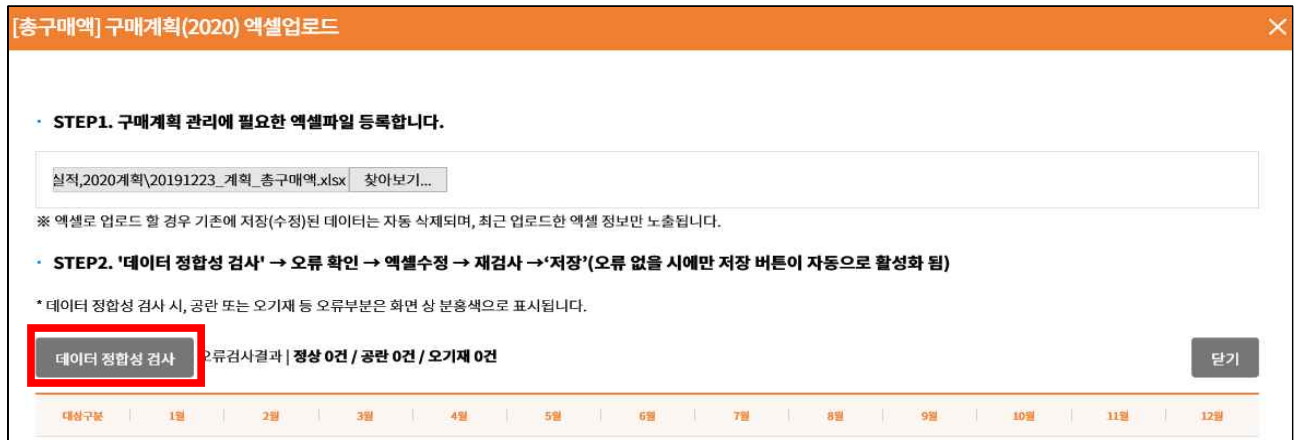 [총구매액] 구매계획(2020) 엑셀업로드
· STEP1. 구매계획 관리에 필요한 엑셀파일 등록합니다.
실적,2020계획\20191223_계획_총구매액.xlsx 찾아보기...
※ 엑셀로 업로드 할 경우 기존에 저장(수정)된 데이터는 자동 삭제되며, 최근 업로드한 엑셀 정보만 노출됩니다.
· STEP2. '데이터 정합성 검사' → 오류 확인 → 엑셀수정 → 재검사 →‘저장’(오류 없을 시에만 저장 버튼이 자동으로 활성화 됨)
* 데이터 정합성 검사 시, 공란 또는 오기재 등 오류부분은 화면 상 분홍색으로 표시됩니다.
데이터 정합성 검사 오류검사결과 | 정상 0건 / 공란 0건 / 오기재 0건 닫기
대상구분 1월 2월 3월 4월 5월 6월 7월 8월 9월 10월 11월 12월